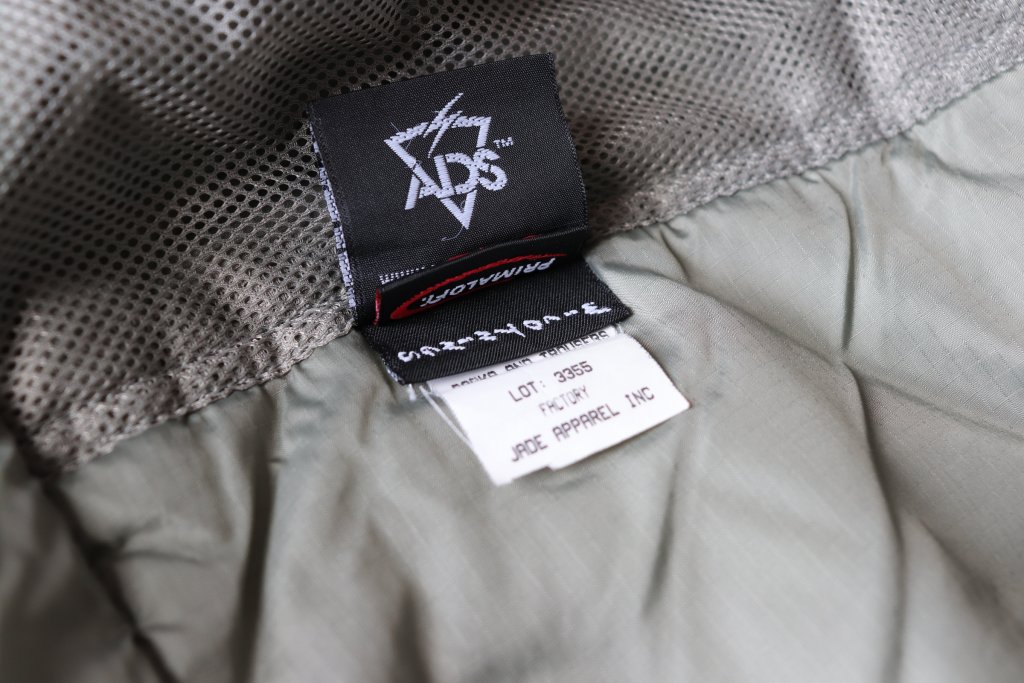 ADS™
PRIMALOFT
PARKA AND TROUSERS
LOT: 3355
FACTORY
JADE APPAREL INC